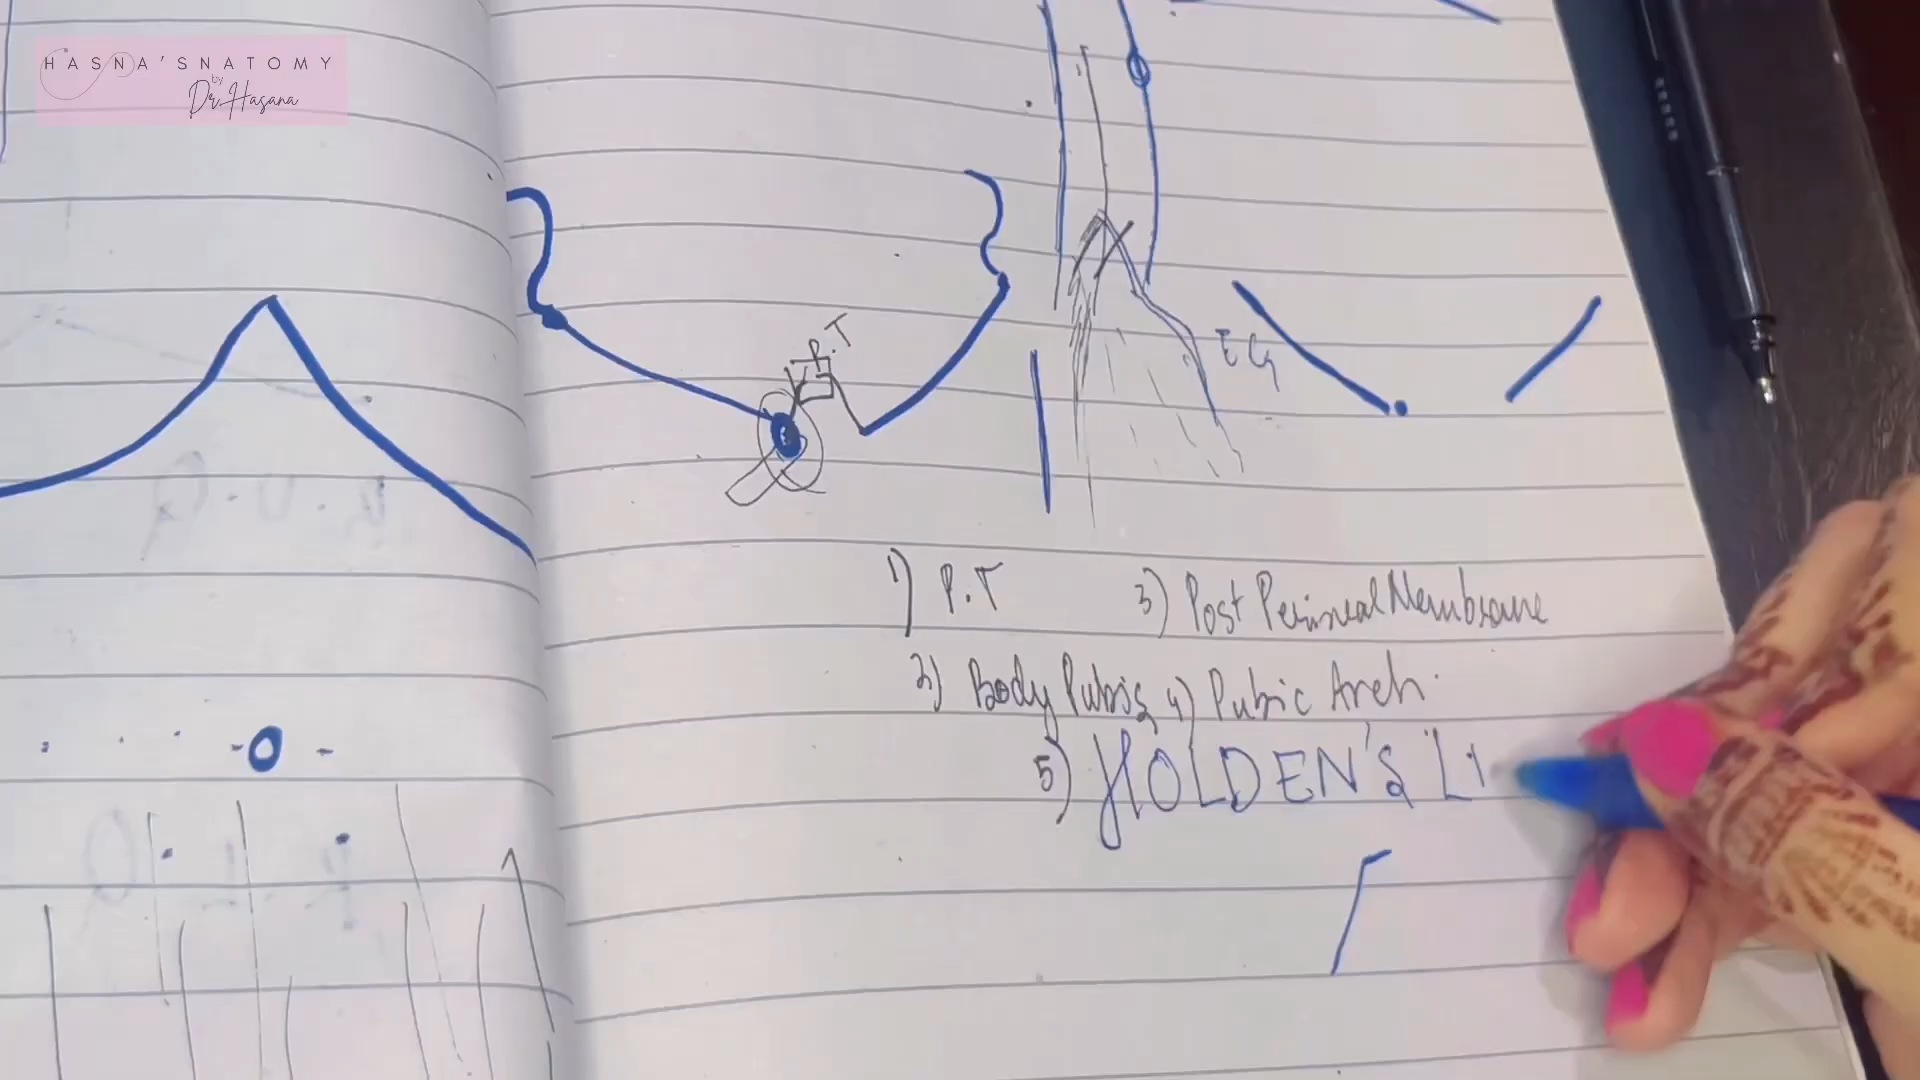 HASNA'SNATOMY
by
Dr.Hasana
P.T
EG
1) P.T 3) Post Perineal Membrane
2) Body Pubis 4) Pubic Arch.
5) HOLDEN'S LI